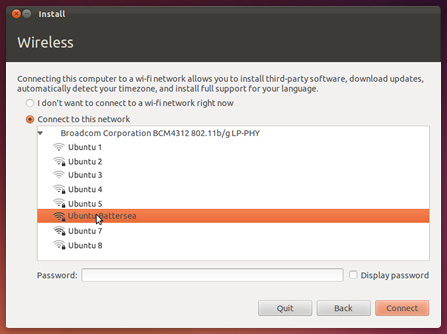 Install
Wireless
Connecting this computer to a wi-fi network allows you to install third-party software, download updates,
automatically detect your timezone, and install full support for your language.
I don't want to connect to a wi-fi network right now
Connect to this network
Broadcom Corporation BCM4312 802.11b/g LP-PHY
Ubuntu 1
Ubuntu 2
Ubuntu 3
Ubuntu 4
Ubuntu 5
Ubuntu Battersea
Ubuntu 7
Ubuntu 8
Password:
Display password
Quit
Back
Connect